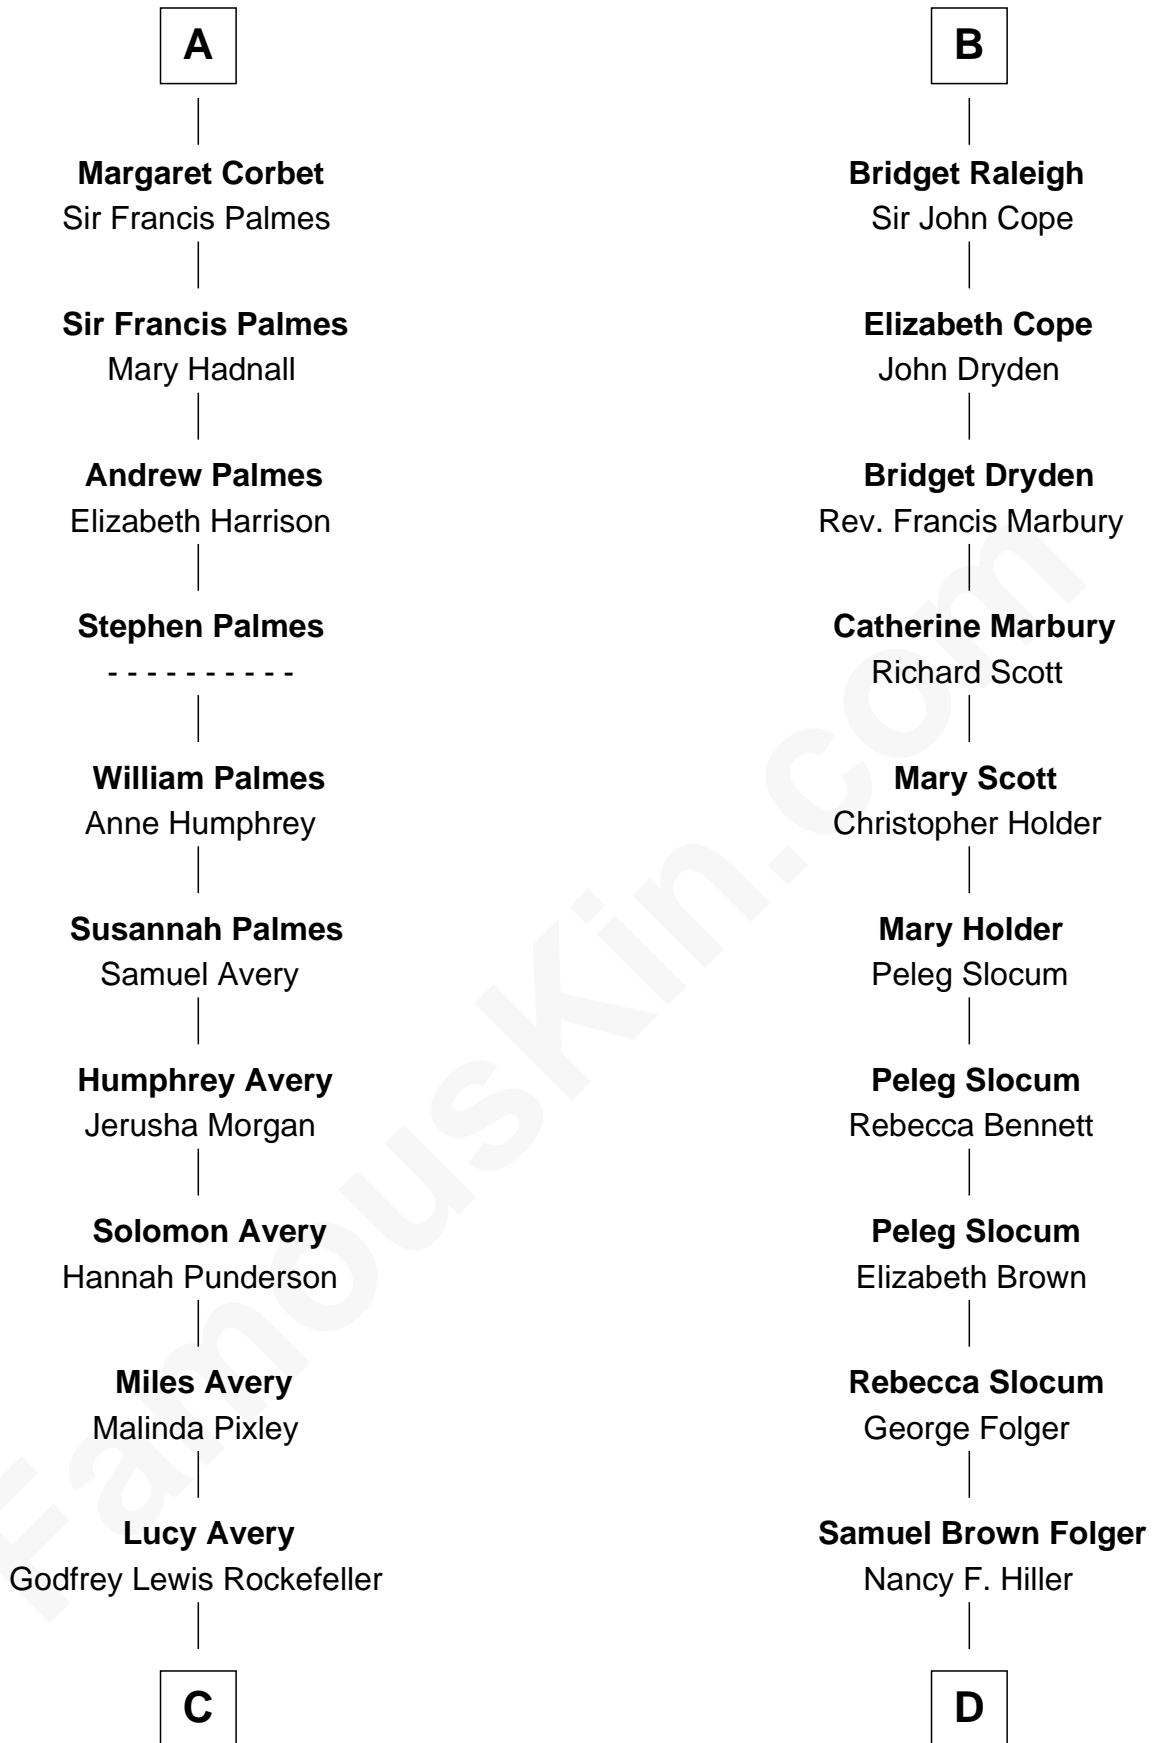 A
Margaret Corbet
Sir Francis Palmes
Sir Francis Palmes
Mary Hadnall
Andrew Palmes
Elizabeth Harrison
Stephen Palmes
- - - - - - - - - -
William Palmes
Anne Humphrey
Susannah Palmes
Samuel Avery
Humphrey Avery
Jerusha Morgan
Solomon Avery
Hannah Punderson
Miles Avery
Malinda Pixley
Lucy Avery
Godfrey Lewis Rockefeller
C
B
Bridget Raleigh
Sir John Cope
Elizabeth Cope
John Dryden
Bridget Dryden
Rev. Francis Marbury
Catherine Marbury
Richard Scott
Mary Scott
Christopher Holder
Mary Holder
Peleg Slocum
Peleg Slocum
Rebecca Bennett
Peleg Slocum
Elizabeth Brown
Rebecca Slocum
George Folger
Samuel Brown Folger
Nancy F. Hiller
D
FamousKin.com